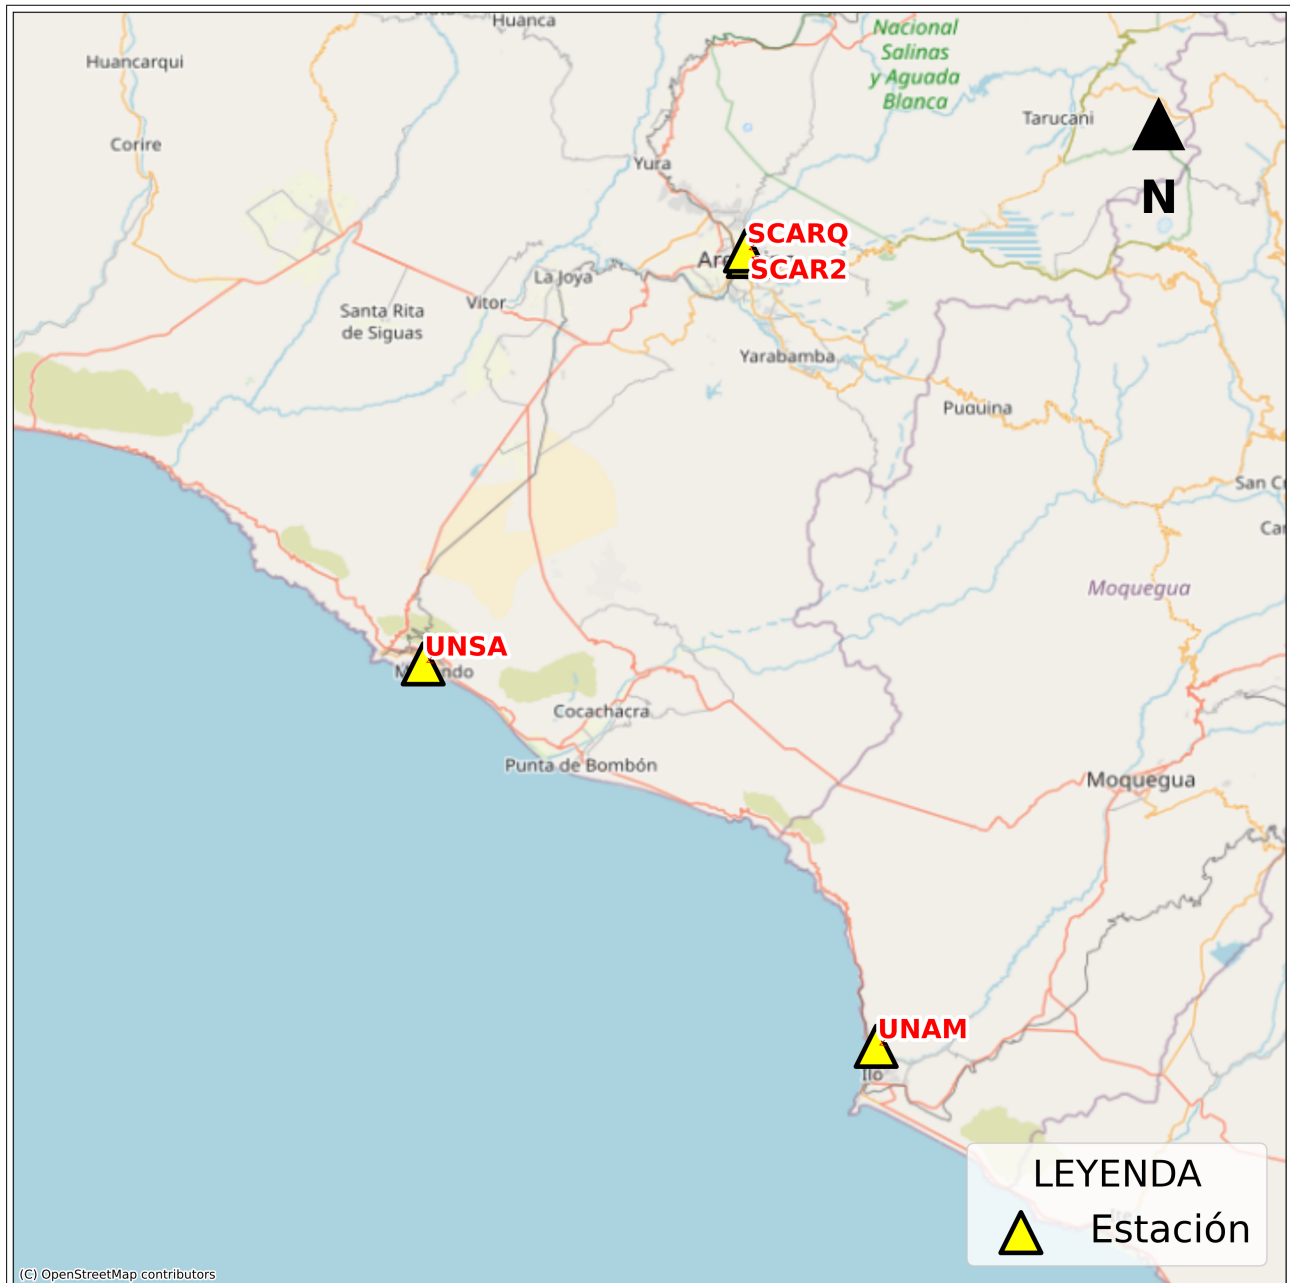 Huanca
Nacional
Salinas
y Aguada
Blanca
Huancarqui
Tarucani
Corire
Yura
N
SCARQ
SCAR2
La Joya
Vitor
Santa Rita
de Siguas
Yarabamba
Puquina
Moquegua
UNSA
Cocachacra
Punta de Bombón
Moquegua
UNAM
Ilo
LEYENDA
Estación
(C) OpenStreetMap contributors